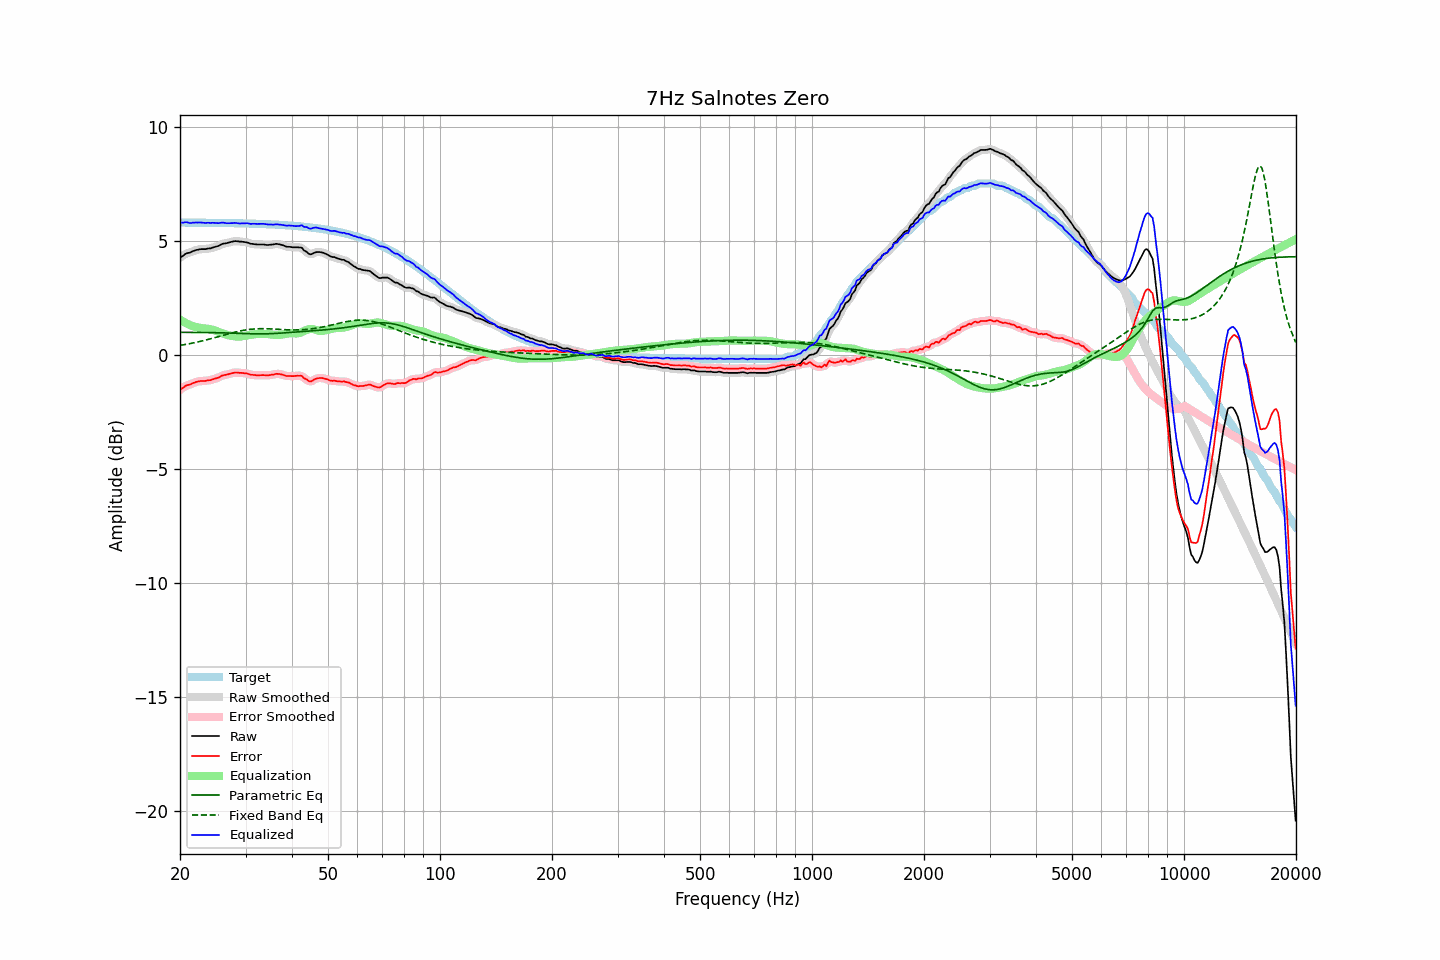 7Hz Salnotes Zero
Amplitude (dBr)
10
5
0
−5
−10
−15
−20
Target
Raw Smoothed
Error Smoothed
Raw
Error
Equalization
Parametric Eq
Fixed Band Eq
Equalized
20 50 100 200 500 1000 2000 5000 10000 20000
Frequency (Hz)